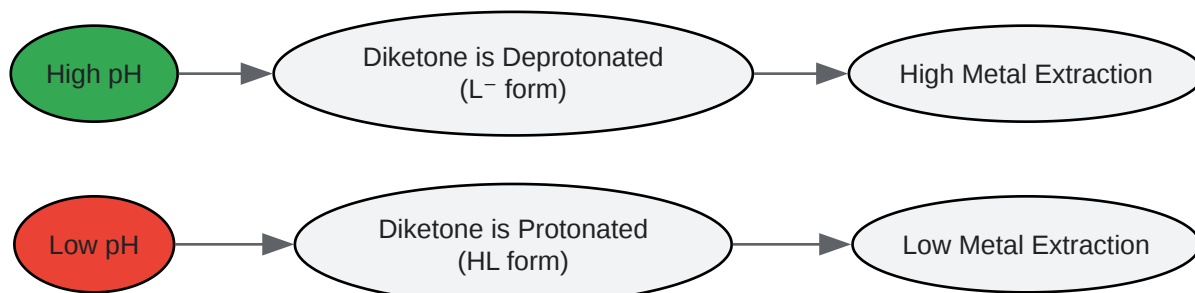 High pH
Diketone is Deprotonated
(L⁻ form)
High Metal Extraction
Low pH
Diketone is Protonated
(HL form)
Low Metal Extraction